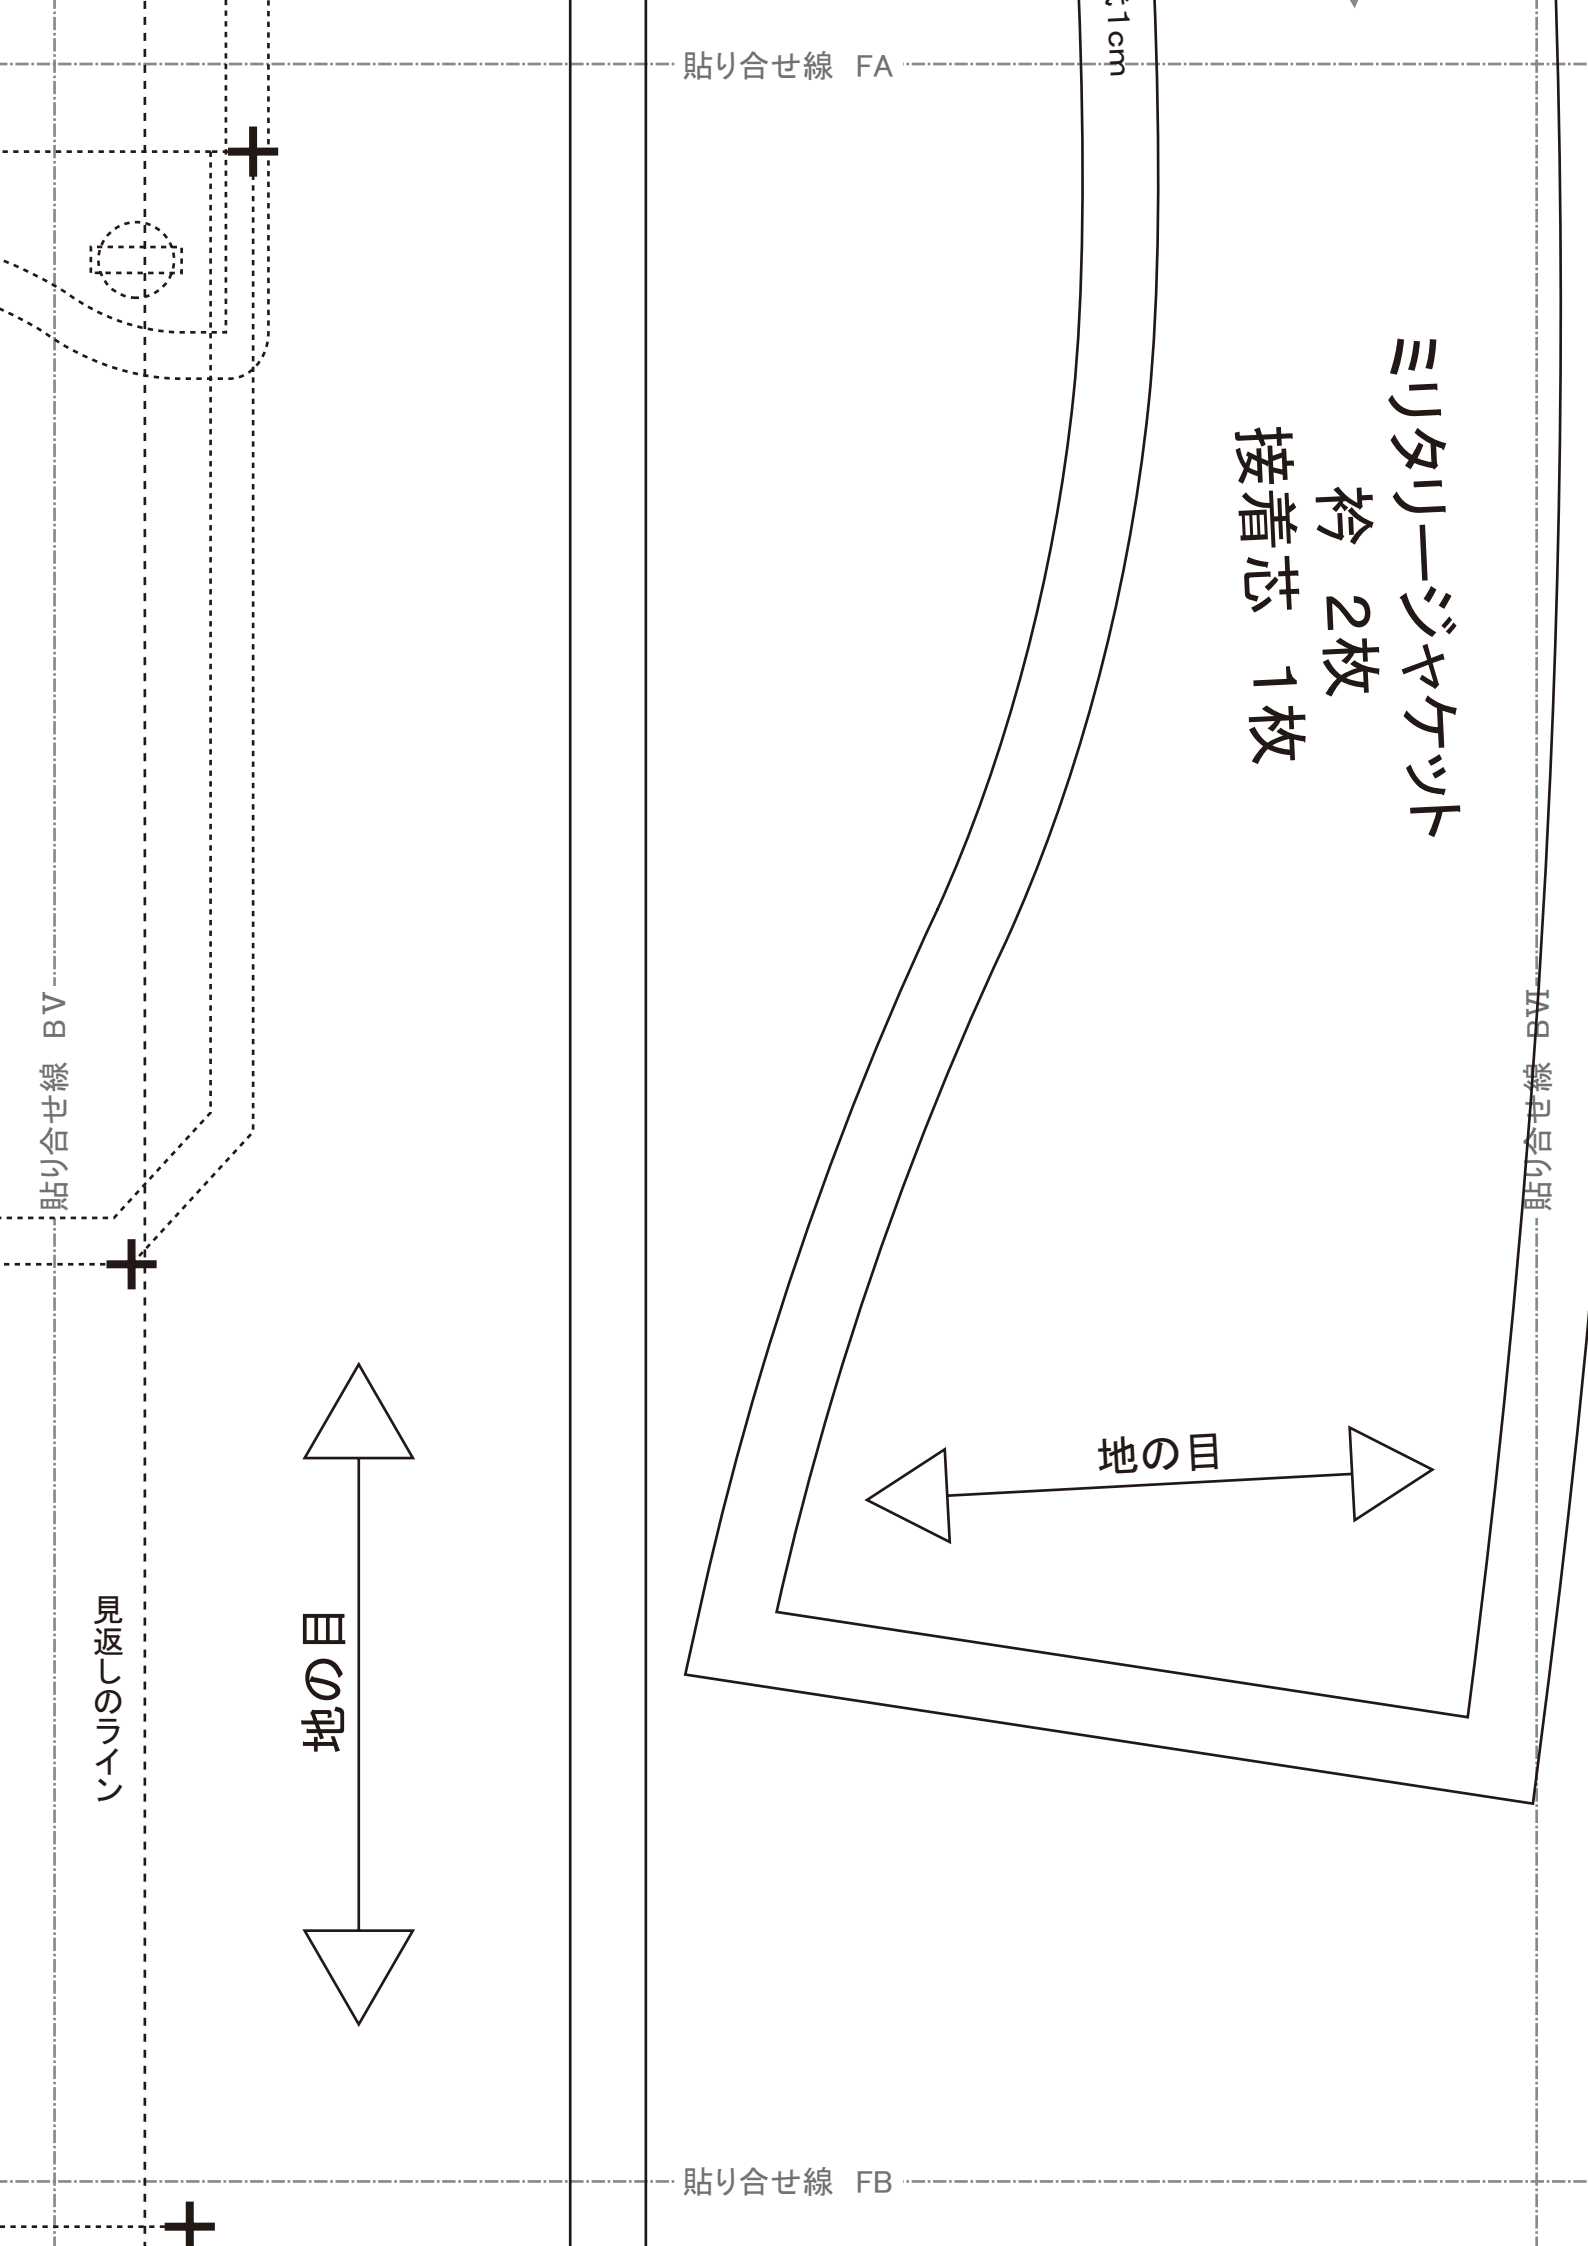 1cm
貼り合せ線 FA
ミリタリージャケット
衿 2枚
接着芯 1枚
貼り合せ線 BⅤ
貼り合せ線 BⅥ
地の目
見返しのライン
地の目
貼り合せ線 FB